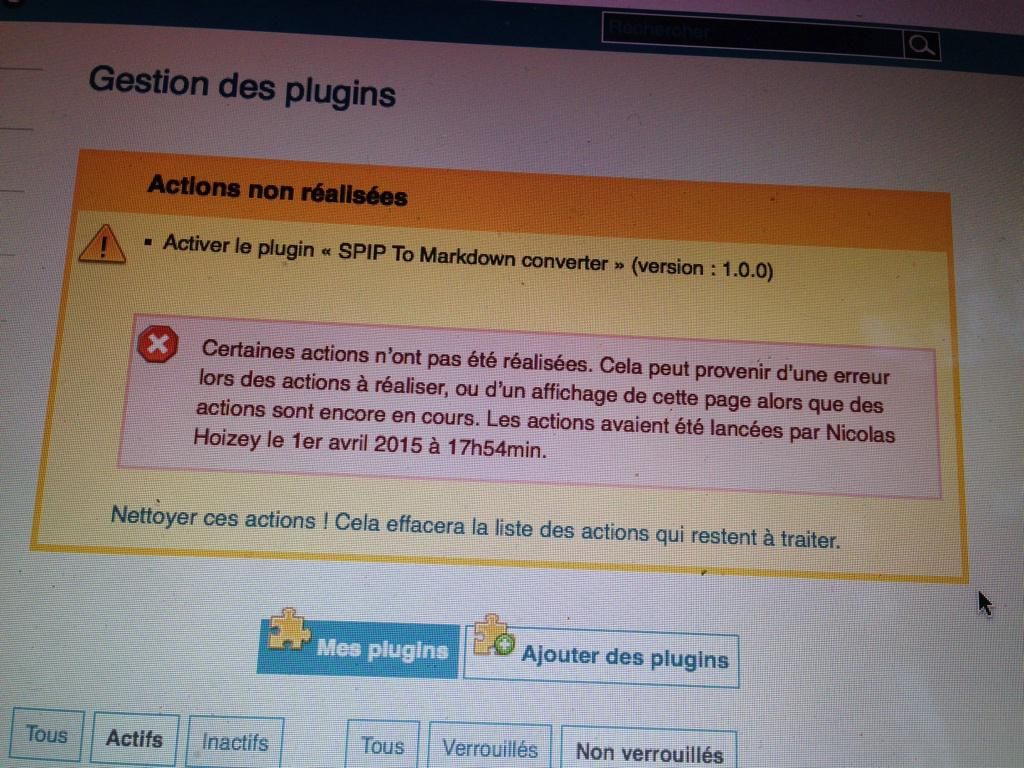 Rechercher
Gestion des plugins
Actions non réalisées
Activer le plugin « SPIP To Markdown converter » (version : 1.0.0)
Certaines actions n'ont pas été réalisées. Cela peut provenir d'une erreur
lors des actions à réaliser, ou d'un affichage de cette page alors que des
actions sont encore en cours. Les actions avaient été lancées par Nicolas
Hoizey le 1er avril 2015 à 17h54min.
Nettoyer ces actions ! Cela effacera la liste des actions qui restent à traiter.
Mes plugins
Ajouter des plugins
Tous
Actifs
Inactifs
Tous
Verrouillés
Non verrouillés